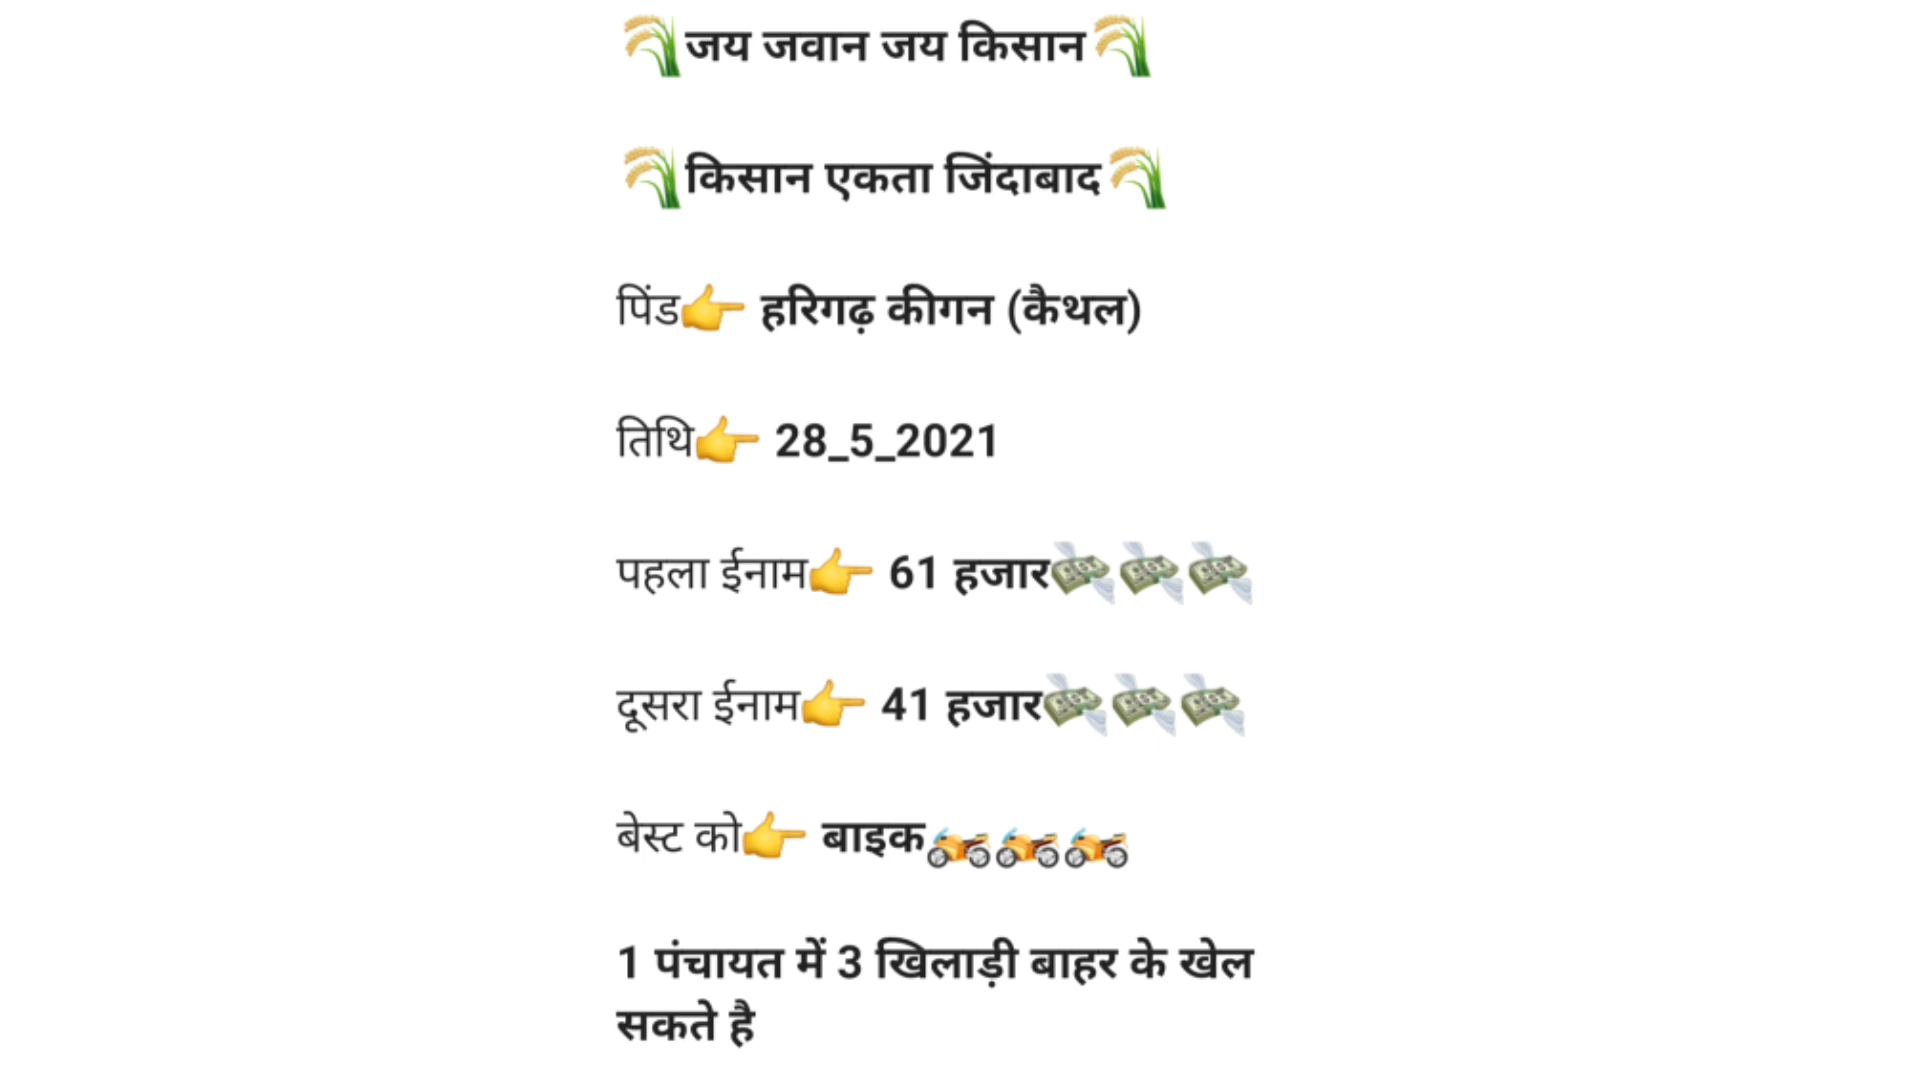 🌾जय जवान जय किसान🌾
🌾किसान एकता जिंदाबाद🌾
पिंड👉 हरिगढ़ कीगन (कैथल)
तिथि👉 28_5_2021
पहला ईनाम👉 61 हजार💸💸💸
दूसरा ईनाम👉 41 हजार💸💸💸
बेस्ट को👉 बाइक🏍🏍🏍
1 पंचायत में 3 खिलाड़ी बाहर के खेल
सकते है